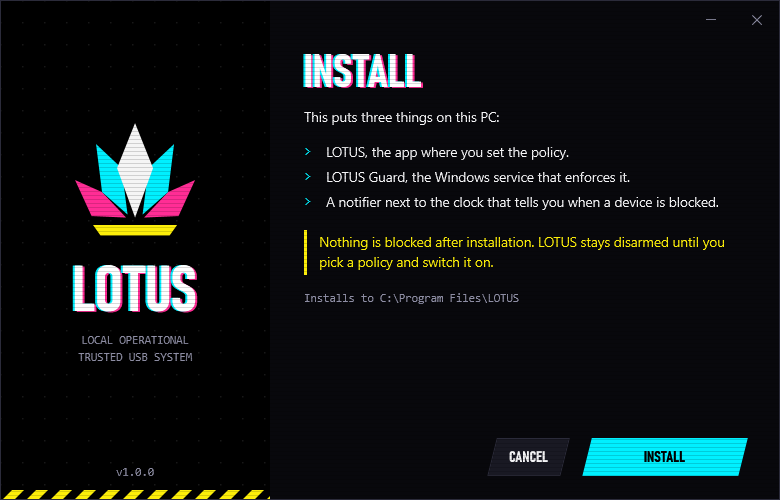 INSTALL
This puts three things on this PC:
LOTUS, the app where you set the policy.
LOTUS Guard, the Windows service that enforces it.
A notifier next to the clock that tells you when a device is blocked.
Nothing is blocked after installation. LOTUS stays disarmed until you
pick a policy and switch it on.
Installs to C:\Program Files\LOTUS
LOTUS
LOCAL OPERATIONAL
TRUSTED USB SYSTEM
v1.0.0
CANCEL
INSTALL